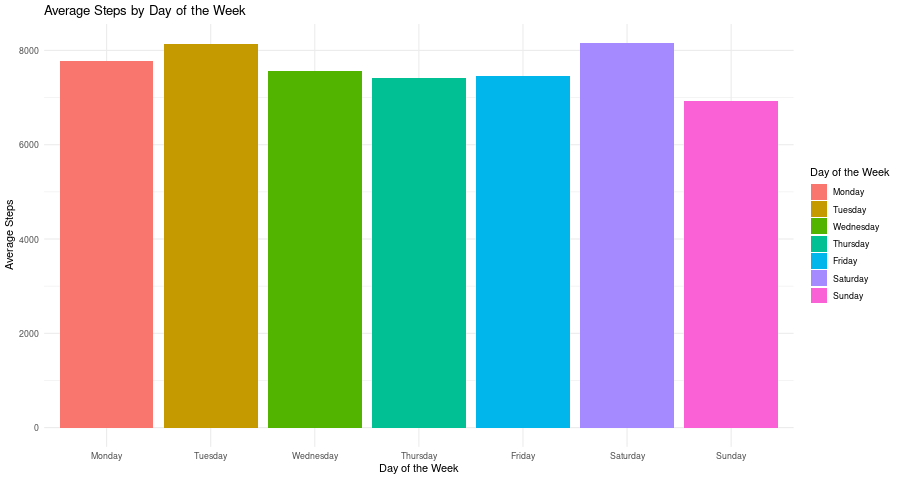 Average Steps by Day of the Week
8000
6000
4000
2000
0
Average Steps
Monday Tuesday Wednesday Thursday Friday Saturday Sunday
Day of the Week
Day of the Week
Monday
Tuesday
Wednesday
Thursday
Friday
Saturday
Sunday